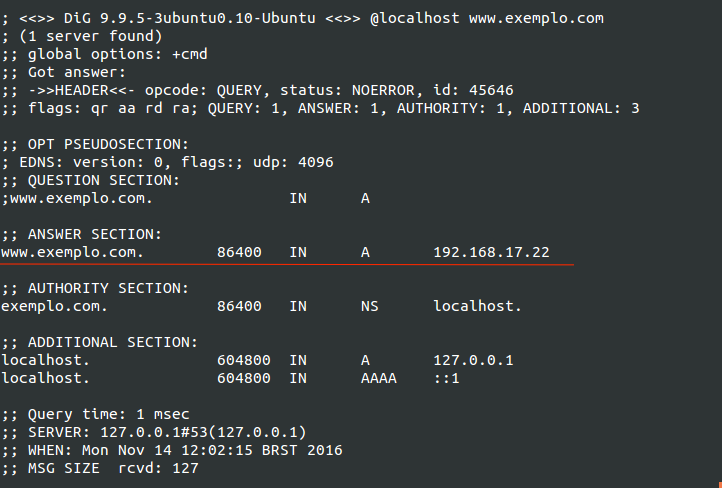 ; <<>> DiG 9.9.5-3ubuntu0.10-Ubuntu <<>> @localhost www.exemplo.com
; (1 server found)
;; global options: +cmd
;; Got answer:
;; ->>HEADER<<- opcode: QUERY, status: NOERROR, id: 45646
;; flags: qr aa rd ra; QUERY: 1, ANSWER: 1, AUTHORITY: 1, ADDITIONAL: 3

;; OPT PSEUDOSECTION:
; EDNS: version: 0, flags:; udp: 4096
;; QUESTION SECTION:
;www.exemplo.com.		IN	A

;; ANSWER SECTION:
www.exemplo.com.	86400	IN	A	192.168.17.22

;; AUTHORITY SECTION:
exemplo.com.		86400	IN	NS	localhost.

;; ADDITIONAL SECTION:
localhost.		604800	IN	A	127.0.0.1
localhost.		604800	IN	AAAA	::1

;; Query time: 1 msec
;; SERVER: 127.0.0.1#53(127.0.0.1)
;; WHEN: Mon Nov 14 12:02:15 BRST 2016
;; MSG SIZE  rcvd: 127